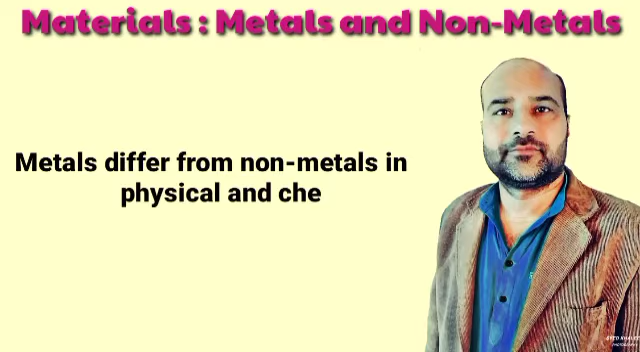 Materials : Metals and Non-Metals
Metals differ from non-metals in
physical and che